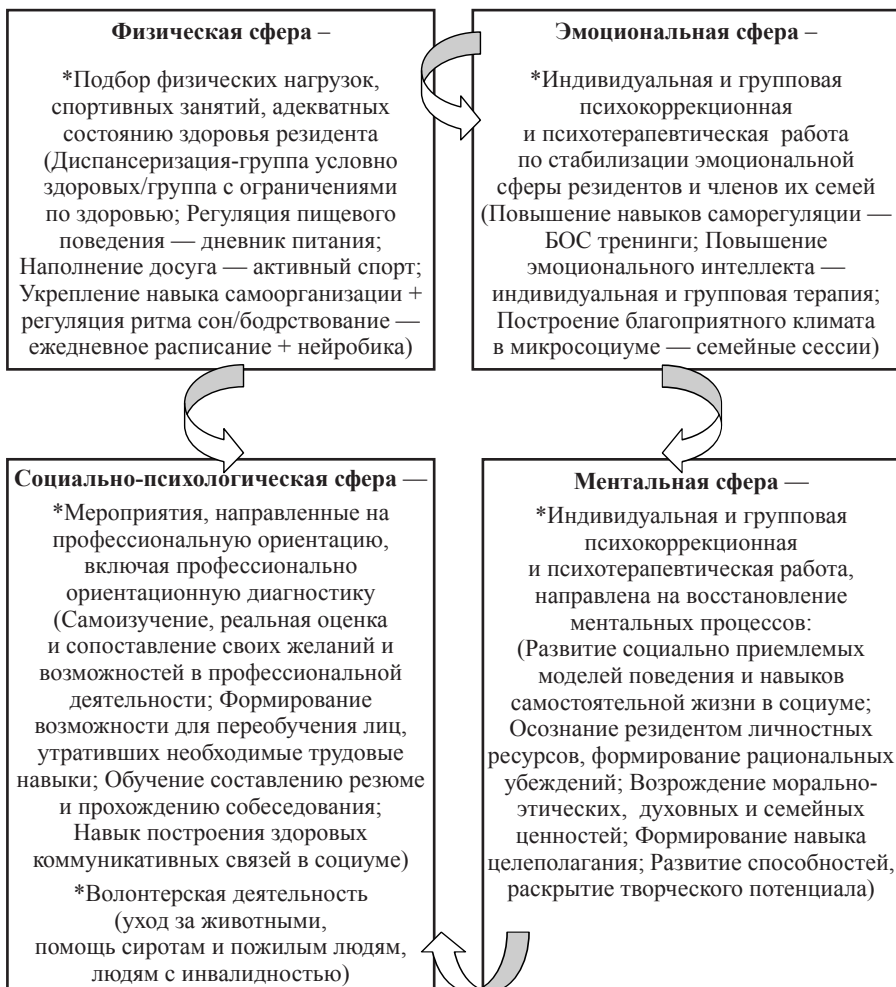 Физическая сфера –
*Подбор физических нагрузок,
спортивных занятий, адекватных
состоянию здоровья резидента
(Диспансеризация-группа условно
здоровых/группа с ограничениями
по здоровью; Регуляция пищевого
поведения — дневник питания;
Наполнение досуга — активный спорт;
Укрепление навыка самоорганизации +
регуляция ритма сон/бодрствование —
ежедневное расписание + нейробика)
Эмоциональная сфера –
*Индивидуальная и групповая
психокоррекционная
и психотерапевтическая работа
по стабилизации эмоциональной
сферы резидентов и членов их семей
(Повышение навыков саморегуляции —
БОС тренинги; Повышение
эмоционального интеллекта —
индивидуальная и групповая терапия;
Построение благоприятного климата
в микросоциуме — семейные сессии)
Социально-психологическая сфера —
*Мероприятия, направленные на
профессиональную ориентацию,
включая профессионально
ориентационную диагностику
(Самоизучение, реальная оценка
и сопоставление своих желаний и
возможностей в профессиональной
деятельности; Формирование
возможности для переобучения лиц,
утративших необходимые трудовые
навыки; Обучение составлению резюме
и прохождению собеседования;
Навык построения здоровых
коммуникативных связей в социуме)
*Волонтерская деятельность
(уход за животными,
помощь сиротам и пожилым людям,
людям с инвалидностью)
Ментальная сфера —
*Индивидуальная и групповая
психокоррекционная
и психотерапевтическая работа,
направлена на восстановление
ментальных процессов:
(Развитие социально приемлемых
моделей поведения и навыков
самостоятельной жизни в социуме;
Осознание резидентом личностных
ресурсов, формирование рациональных
убеждений; Возрождение морально-
этических, духовных и семейных
ценностей; Формирование навыка
целеполагания; Развитие способностей,
раскрытие творческого потенциала)